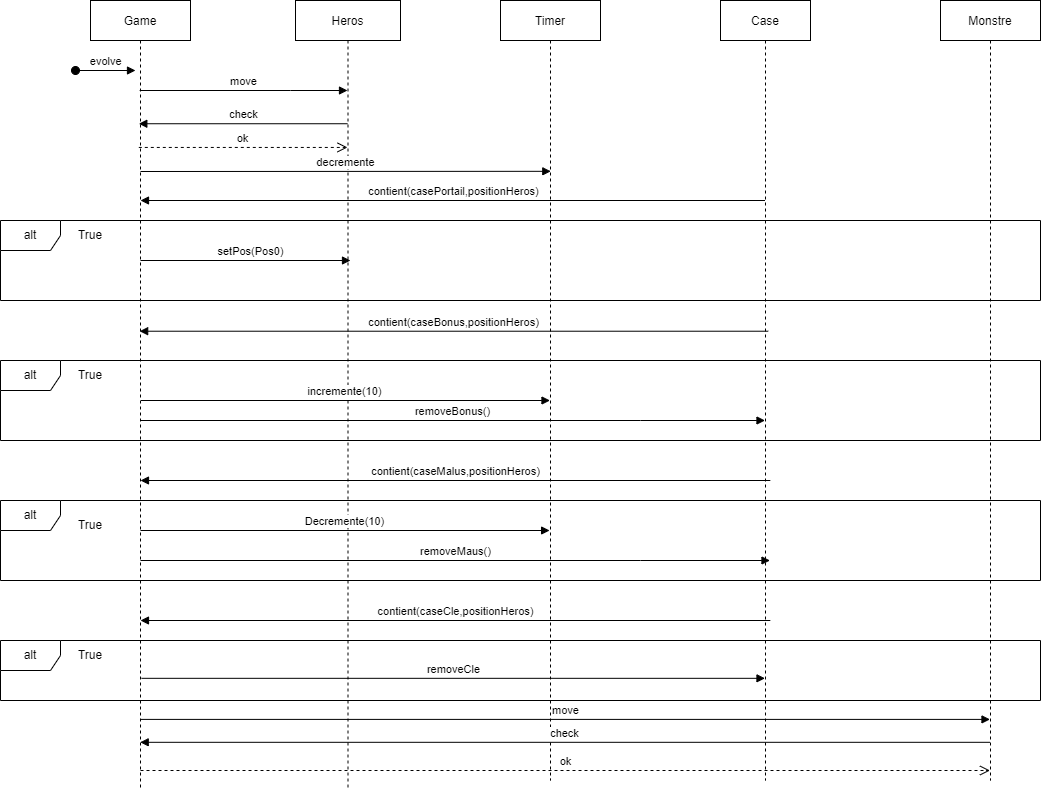 Game
Heros
Timer
Case
Monstre
evolve
move
check
ok
decremente
contient(casePortail,positionHeros)
alt
True
setPos(Pos0)
contient(caseBonus,positionHeros)
alt
True
incremente(10)
removeBonus()
contient(caseMalus,positionHeros)
alt
True
Decremente(10)
removeMaus()
contient(caseCle,positionHeros)
alt
True
removeCle
move
check
ok